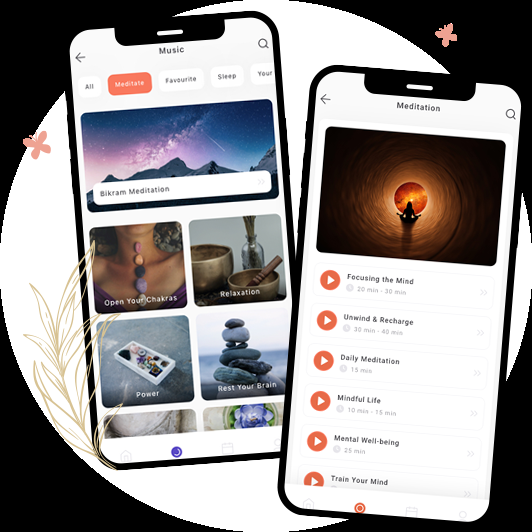 Music
All
Meditate
Favourite
Sleep
Your
Bikram Meditation
Open Your Chakras
Relaxation
Power
Rest Your Brain
Meditation
Focusing the Mind
20 min - 30 min
Unwind & Recharge
30 min - 40 min
Daily Meditation
15 min
Mindful Life
10 min - 15 min
Mental Well-being
25 min
Train Your Mind